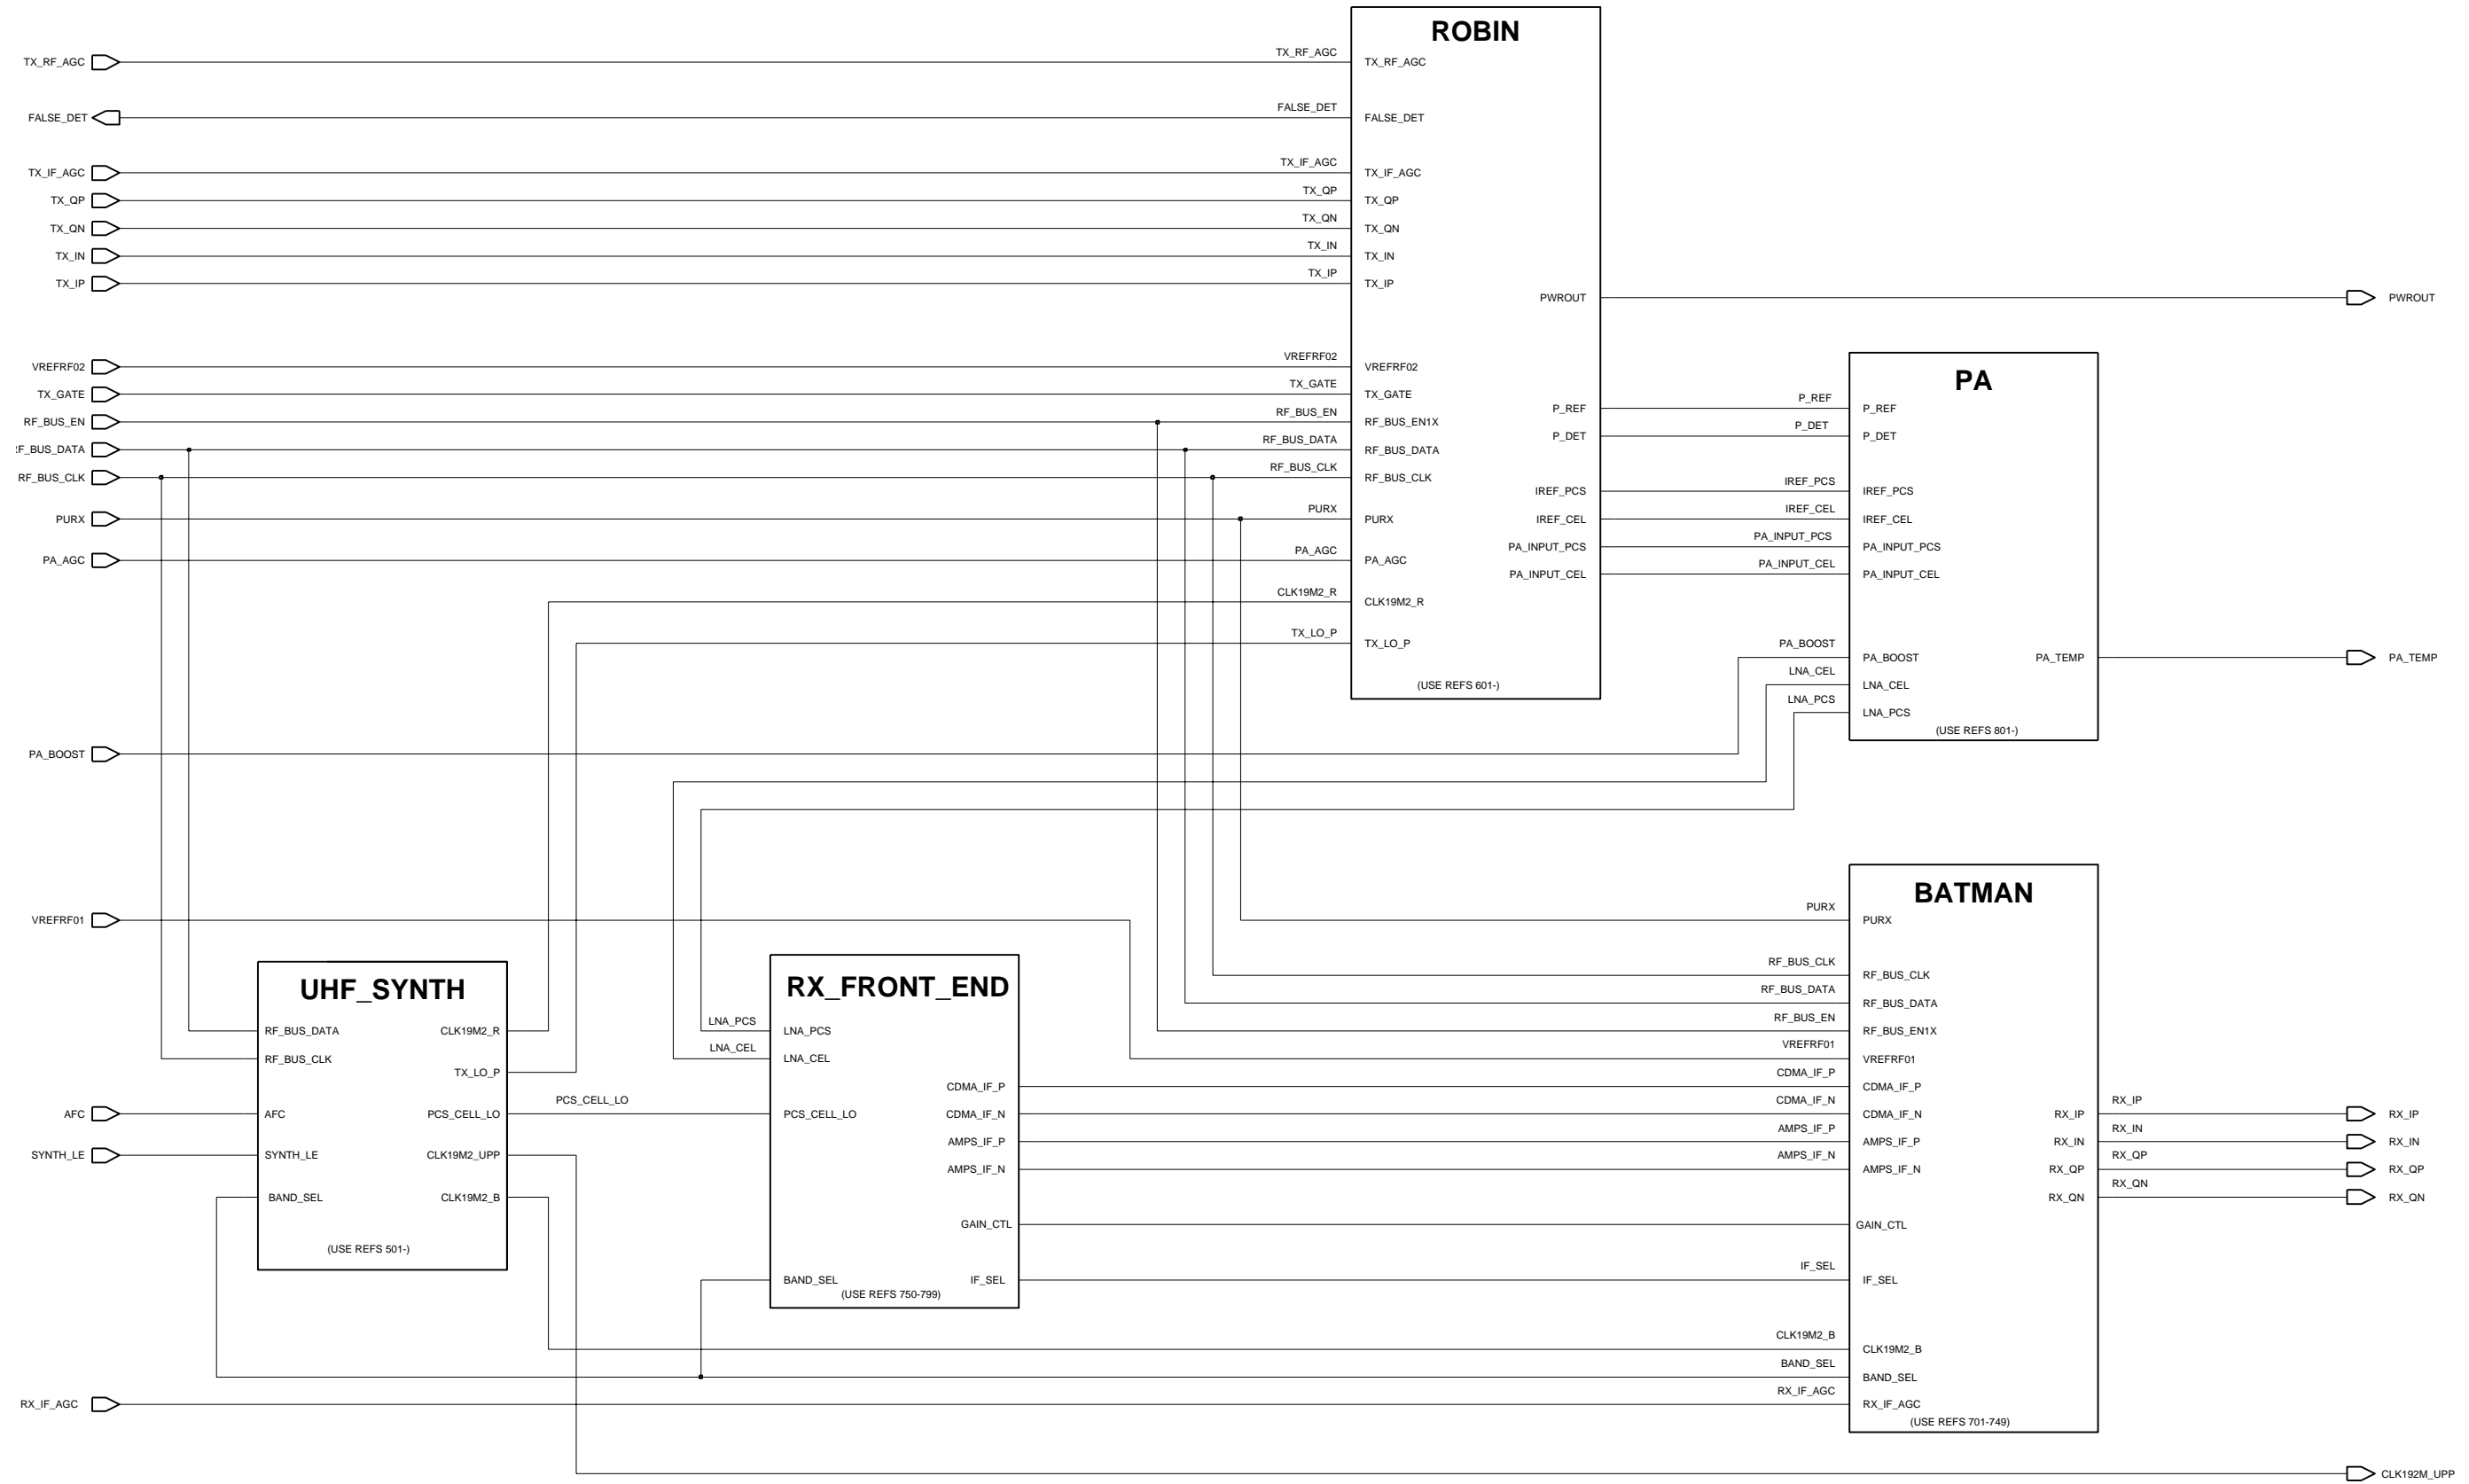 ROBIN
TX_RF_AGC
TX_RF_AGC
TX_RF_AGC
FALSE_DET
FALSE_DET
FALSE_DET
TX_IF_AGC
TX_IF_AGC
TX_IF_AGC
TX_QP
TX_QP
TX_QP
TX_QN
TX_QN
TX_QN
TX_IN
TX_IN
TX_IN
TX_IP
TX_IP
TX_IP
PWROUT
PWROUT
VREFRF02
VREFRF02
VREFRF02
TX_GATE
TX_GATE
TX_GATE
RF_BUS_EN
RF_BUS_EN
RF_BUS_EN1X
F_BUS_DATA
RF_BUS_DATA
RF_BUS_DATA
RF_BUS_CLK
RF_BUS_CLK
RF_BUS_CLK
PURX
PURX
PURX
PA_AGC
PA_AGC
PA_AGC
CLK19M2_R
CLK19M2_R
TX_LO_P
TX_LO_P
(USE REFS 601-)
P_REF
P_DET
IREF_PCS
IREF_CEL
PA_INPUT_PCS
PA_INPUT_CEL
P_REF
P_DET
IREF_PCS
IREF_CEL
PA_INPUT_PCS
PA_INPUT_CEL
PA_BOOST
LNA_CEL
LNA_PCS
PA
P_REF
P_DET
IREF_PCS
IREF_CEL
PA_INPUT_PCS
PA_INPUT_CEL
PA_BOOST
PA_TEMP
PA_TEMP
LNA_CEL
LNA_PCS
(USE REFS 801-)
PA_BOOST
VREFRF01
UHF_SYNTH
RF_BUS_DATA
CLK19M2_R
RF_BUS_CLK
TX_LO_P
AFC
AFC
PCS_CELL_LO
PCS_CELL_LO
SYNTH_LE
SYNTH_LE
CLK19M2_UPP
BAND_SEL
CLK19M2_B
(USE REFS 501-)
RX_FRONT_END
LNA_PCS
LNA_PCS
LNA_CEL
LNA_CEL
CDMA_IF_P
PCS_CELL_LO
CDMA_IF_N
AMPS_IF_P
AMPS_IF_N
GAIN_CTL
BAND_SEL
IF_SEL
(USE REFS 750-799)
BATMAN
PURX
PURX
RF_BUS_CLK
RF_BUS_CLK
RF_BUS_DATA
RF_BUS_DATA
RF_BUS_EN
RF_BUS_EN1X
VREFRF01
VREFRF01
CDMA_IF_P
CDMA_IF_P
CDMA_IF_N
CDMA_IF_N
RX_IP
RX_IP
RX_IP
AMPS_IF_P
AMPS_IF_P
RX_IN
RX_IN
RX_IN
AMPS_IF_N
AMPS_IF_N
RX_QP
RX_QP
RX_QP
RX_QN
RX_QN
RX_QN
GAIN_CTL
IF_SEL
IF_SEL
CLK19M2_B
CLK19M2_B
BAND_SEL
BAND_SEL
RX_IF_AGC
RX_IF_AGC
RX_IF_AGC
(USE REFS 701-749)
CLK192M_UPP